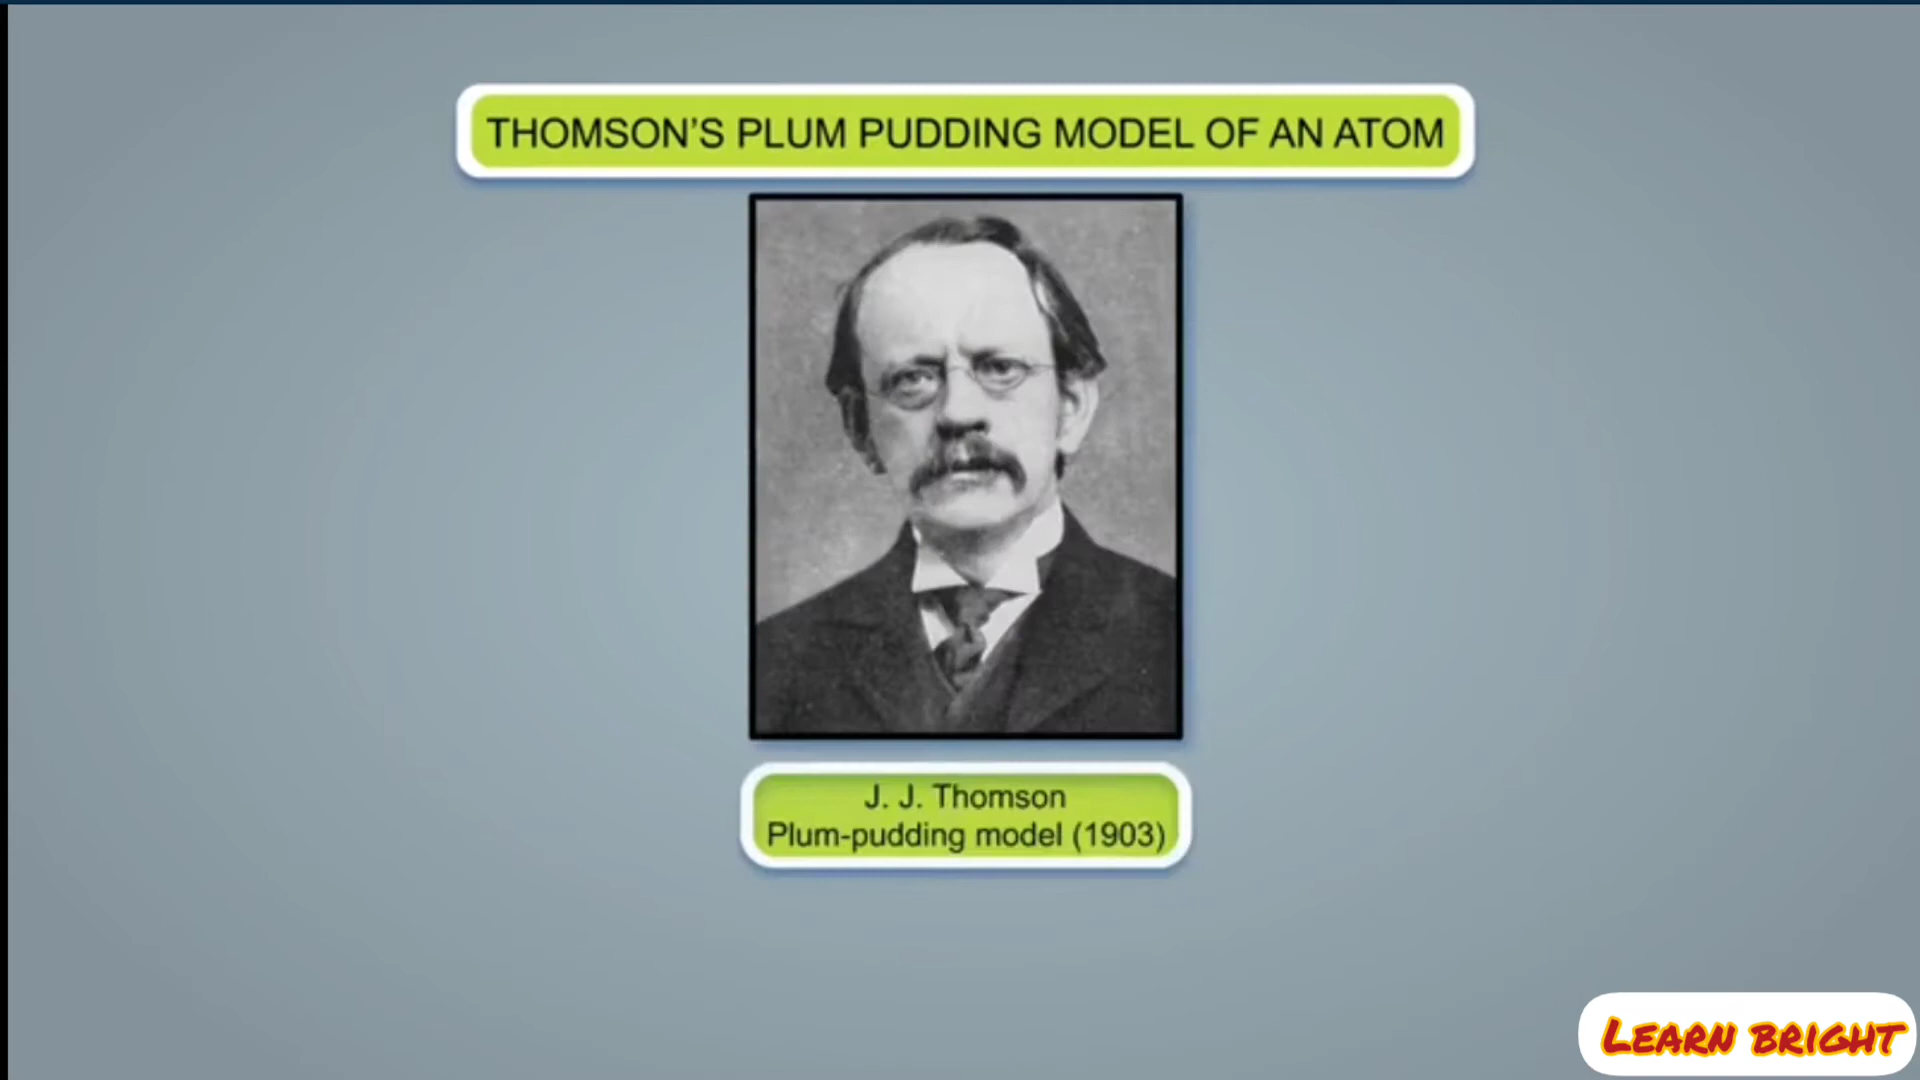 THOMSON'S PLUM PUDDING MODEL OF AN ATOM
J. J. Thomson
Plum-pudding model (1903)
LEARN BRIGHT